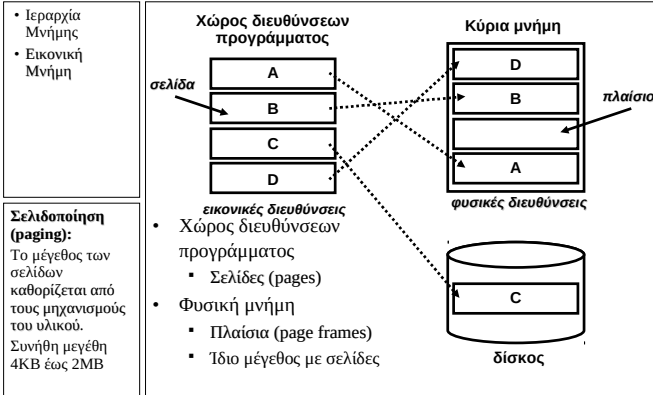 • Ιεραρχία
Μνήμης
• Εικονική
Μνήμη
Σελιδοποίηση
(paging):
Το μέγεθος των
σελίδων
καθορίζεται από
τους μηχανισμούς
του υλικού.
Συνήθη μεγέθη
4KB έως 2MB
Χώρος διευθύνσεων
προγράμματος
σελίδα
A
B
C
D
εικονικές διευθύνσεις
Κύρια μνήμη
D
B
A
πλαίσιο
φυσικές διευθύνσεις
C
δίσκος
• Χώρος διευθύνσεων
προγράμματος
▪ Σελίδες (pages)
• Φυσική μνήμη
▪ Πλαίσια (page frames)
▪ Ίδιο μέγεθος με σελίδες